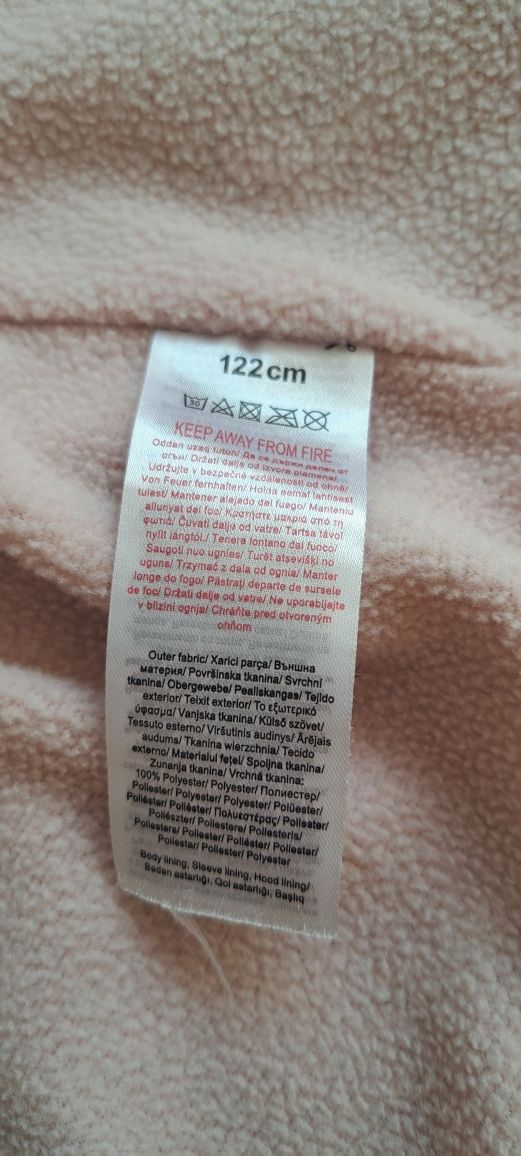 122cm
30
KEEP AWAY FROM FIRE
Oddan uzaq tutun/ Да се държи далеч от
огън/ Držati dalje od izvora plamena/
Udržujte v bezpečné vzdálenosti od ohně/
Von Feuer fernhalten/ Hoida eemal lahtisest
tulest/ Mantener alejado del fuego/ Manteniu
allunyat del foc/ Κρατήστε μακριά από τη
φωτιά/ Čuvati dalje od vatre/ Tartsa távol
nyílt lángtól/ Tenere lontano dal fuoco/
Saugoti nuo ugnies/ Turēt atsevišķi no
uguns/ Trzymać z dala od ognia/ Manter
longe do fogo/ Păstrați departe de sursele
de foc/ Držati dalje od vatre/ Ne uporabljajte
v bližini ognja/ Chráňte pred otvoreným
ohňom
Outer fabric/ Xarici parça/ Външна
материя/ Površinska tkanina/ Svrchní
tkanina/ Obergewebe/ Pealiskangas/ Tejido
exterior/ Teixit exterior/ Το εξωτερικό
ύφασμα/ Vanjska tkanina/ Külső szövet/
Tessuto esterno/ Viršutinis audinys/ Ārējais
audums/ Tkanina wierzchnia/ Tecido
externo/ Materialul feței/ Spoljna tkanina/
Zunanja tkanina/ Vrchná tkanina:
100% Polyester/ Polyester/ Полиестер/
Poliester/ Polyester/ Polyester/ Polüester/
Poliéster/ Polièster/ Πολυεστέρας/ Poliester/
Poliészter/ Poliestere/ Poliesteris/
Poliesters/ Poliester/ Poliéster/ Poliester/
Poliester/ Poliester/ Polyester
Body lining, Sleeve lining, Hood lining/
Bədən astarlığı, Qol astarlığı, Başlıq